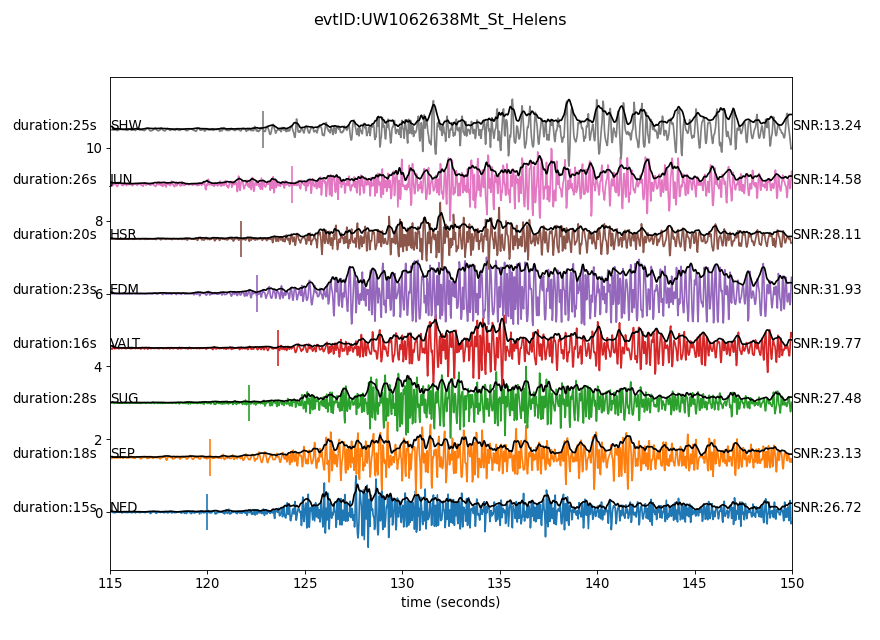 evtID:UW1062638Mt_St_Helens
duration:25s SHW SNR:13.24
10
duration:26s JUN SNR:14.58
8
duration:20s HSR SNR:28.11
duration:23s EDM SNR:31.93
6
duration:16s VALT SNR:19.77
4
duration:28s SUG SNR:27.48
2
duration:18s SEP SNR:23.13
duration:15s NED SNR:26.72
0
115 120 125 130 135 140 145 150
time (seconds)